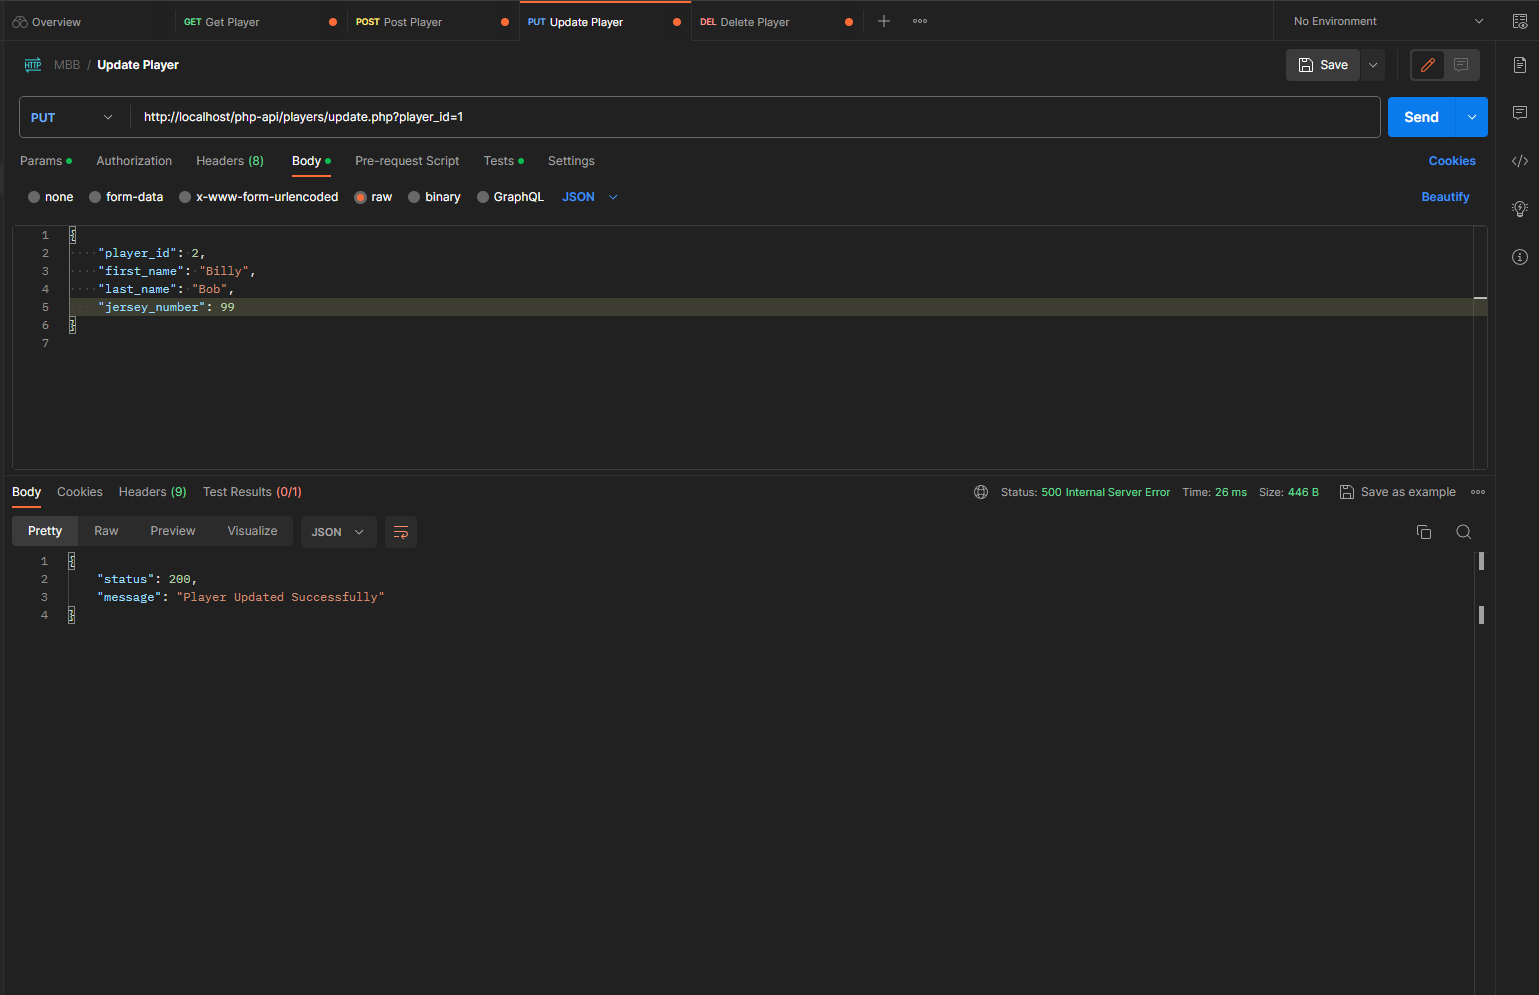 Overview
GET Get Player
POST Post Player
PUT Update Player
DEL Delete Player
No Environment
HTTP MBB / Update Player
Save
PUT http://localhost/php-api/players/update.php?player_id=1
Send
Params Authorization Headers (8) Body Pre-request Script Tests Settings
Cookies
none form-data x-www-form-urlencoded raw binary GraphQL JSON
Beautify
1 {
2 "player_id": 2,
3 "first_name": "Billy",
4 "last_name": "Bob",
5 "jersey_number": 99
6 }
7
Body Cookies Headers (9) Test Results (0/1)
Status: 500 Internal Server Error Time: 26 ms Size: 446 B Save as example
Pretty Raw Preview Visualize JSON
1 {
2 "status": 200,
3 "message": "Player Updated Successfully"
4 }